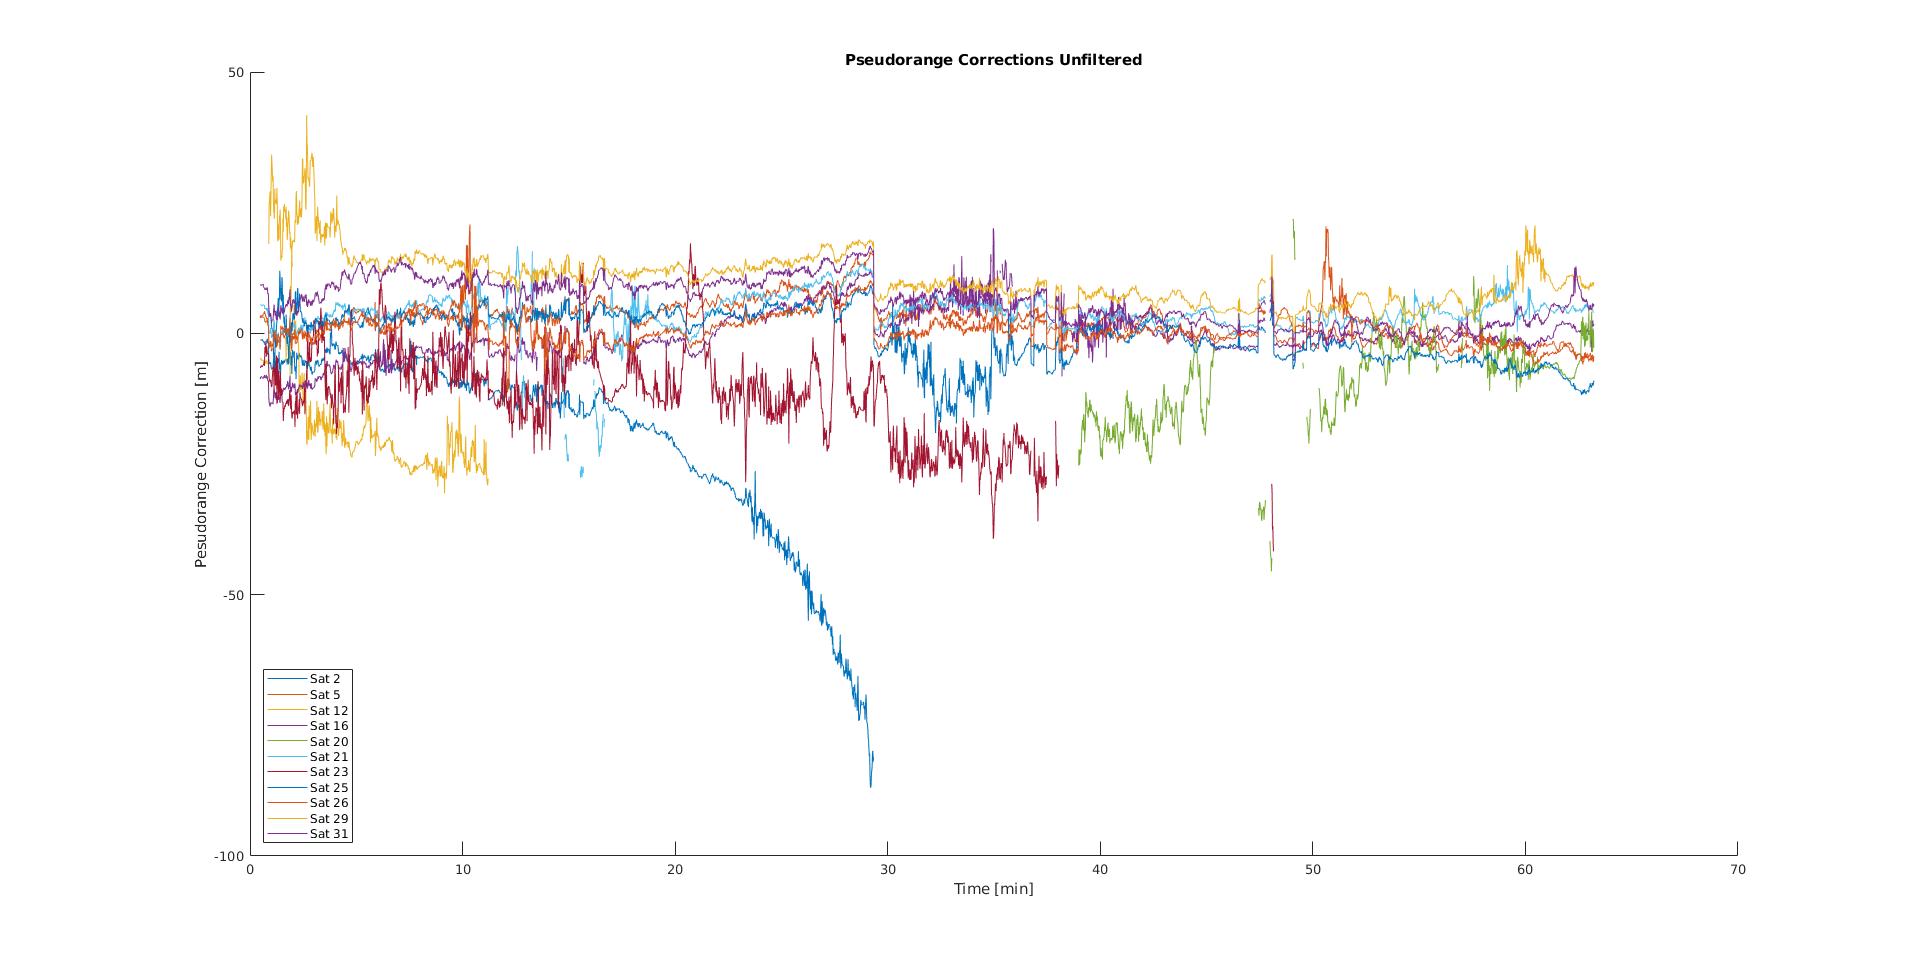 Pseudorange Corrections Unfiltered
50
0
-50
-100
Pesudorange Correction [m]
Sat 2
Sat 5
Sat 12
Sat 16
Sat 20
Sat 21
Sat 23
Sat 25
Sat 26
Sat 29
Sat 31
0 10 20 30 40 50 60 70
Time [min]